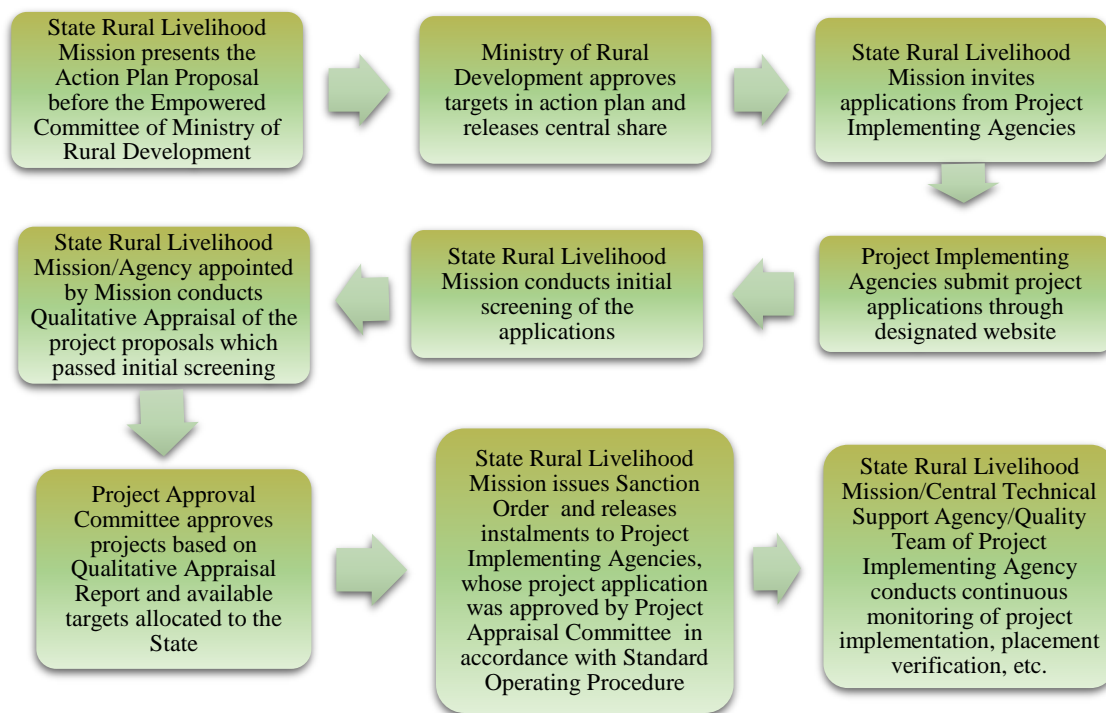 State Rural Livelihood
Mission presents the
Action Plan Proposal
before the Empowered
Committee of Ministry of
Rural Development
Ministry of Rural
Development approves
targets in action plan and
releases central share
State Rural Livelihood
Mission invites
applications from Project
Implementing Agencies
Project Implementing
Agencies submit project
applications through
designated website
State Rural Livelihood
Mission conducts initial
screening of the
applications
State Rural Livelihood
Mission/Agency appointed
by Mission conducts
Qualitative Appraisal of the
project proposals which
passed initial screening
Project Approval
Committee approves
projects based on
Qualitative Appraisal
Report and available
targets allocated to the
State
State Rural Livelihood
Mission issues Sanction
Order and releases
instalments to Project
Implementing Agencies,
whose project application
was approved by Project
Appraisal Committee in
accordance with Standard
Operating Procedure
State Rural Livelihood
Mission/Central Technical
Support Agency/Quality
Team of Project
Implementing Agency
conducts continuous
monitoring of project
implementation, placement
verification, etc.